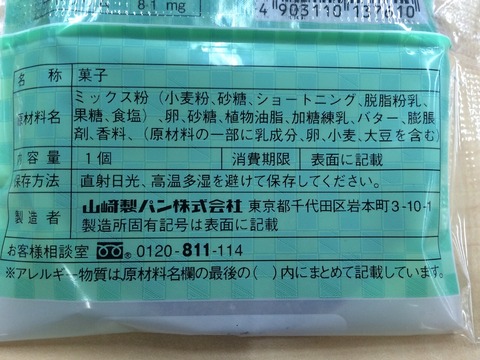 81mg
4903110137610
名称 菓子
原材料名 ミックス粉（小麦粉、砂糖、ショートニング、脱脂粉乳、
果糖、食塩）、卵、砂糖、植物油脂、加糖練乳、バター、膨脹
剤、香料、（原材料の一部に乳成分、卵、小麦、大豆を含む）
内容量 1個 消費期限 表面に記載
保存方法 直射日光、高温多湿を避けて保存してください。
製造者 山崎製パン株式会社 東京都千代田区岩本町3-10-1
製造所固有記号は表面に記載
お客様相談室 0120-811-114
※アレルギー物質は原材料名欄の最後の（ ）内にまとめて記載しています。